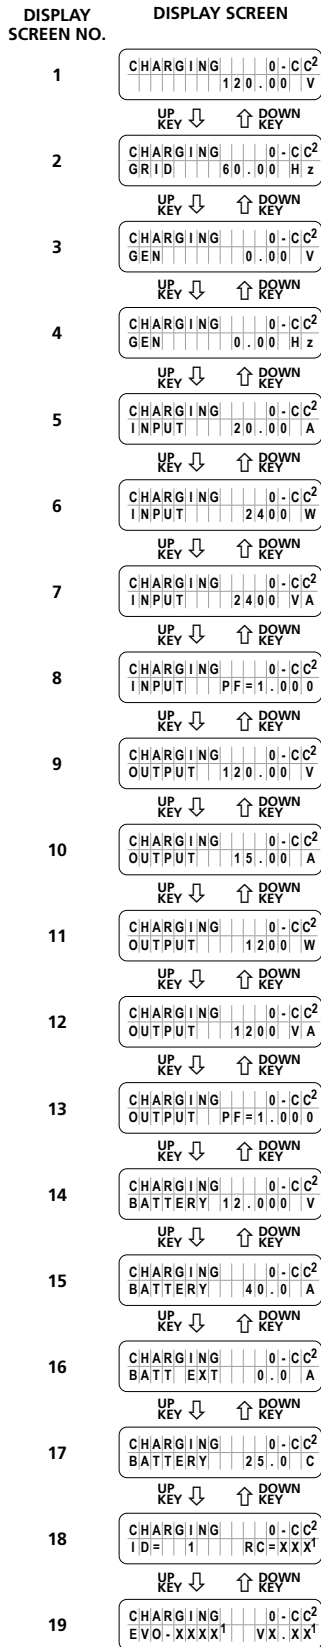 DISPLAY SCREEN NO. DISPLAY SCREEN
1
CHARGING 0-CC2
120.00 V
UP KEY DOWN KEY
2
CHARGING 0-CC2
GRID 60.00 Hz
UP KEY DOWN KEY
3
CHARGING 0-CC2
GEN 0.00 V
UP KEY DOWN KEY
4
CHARGING 0-CC2
GEN 0.00 Hz
UP KEY DOWN KEY
5
CHARGING 0-CC2
INPUT 20.00 A
UP KEY DOWN KEY
6
CHARGING 0-CC2
INPUT 2400 W
UP KEY DOWN KEY
7
CHARGING 0-CC2
INPUT 2400 VA
UP KEY DOWN KEY
8
CHARGING 0-CC2
INPUT PF=1.000
UP KEY DOWN KEY
9
CHARGING 0-CC2
OUTPUT 120.00 V
UP KEY DOWN KEY
10
CHARGING 0-CC2
OUTPUT 15.00 A
UP KEY DOWN KEY
11
CHARGING 0-CC2
OUTPUT 1200 W
UP KEY DOWN KEY
12
CHARGING 0-CC2
OUTPUT 1200 VA
UP KEY DOWN KEY
13
CHARGING 0-CC2
OUTPUT PF=1.000
UP KEY DOWN KEY
14
CHARGING 0-CC2
BATTERY 12.000 V
UP KEY DOWN KEY
15
CHARGING 0-CC2
BATTERY 40.0 A
UP KEY DOWN KEY
16
CHARGING 0-CC2
BATT EXT 0.0 A
UP KEY DOWN KEY
17
CHARGING 0-CC2
BATTERY 25.0 C
UP KEY DOWN KEY
18
CHARGING 0-CC2
ID= 1 RC=XXX1
UP KEY DOWN KEY
19
CHARGING 0-CC2
EVO-XXXX1 VX.XX1